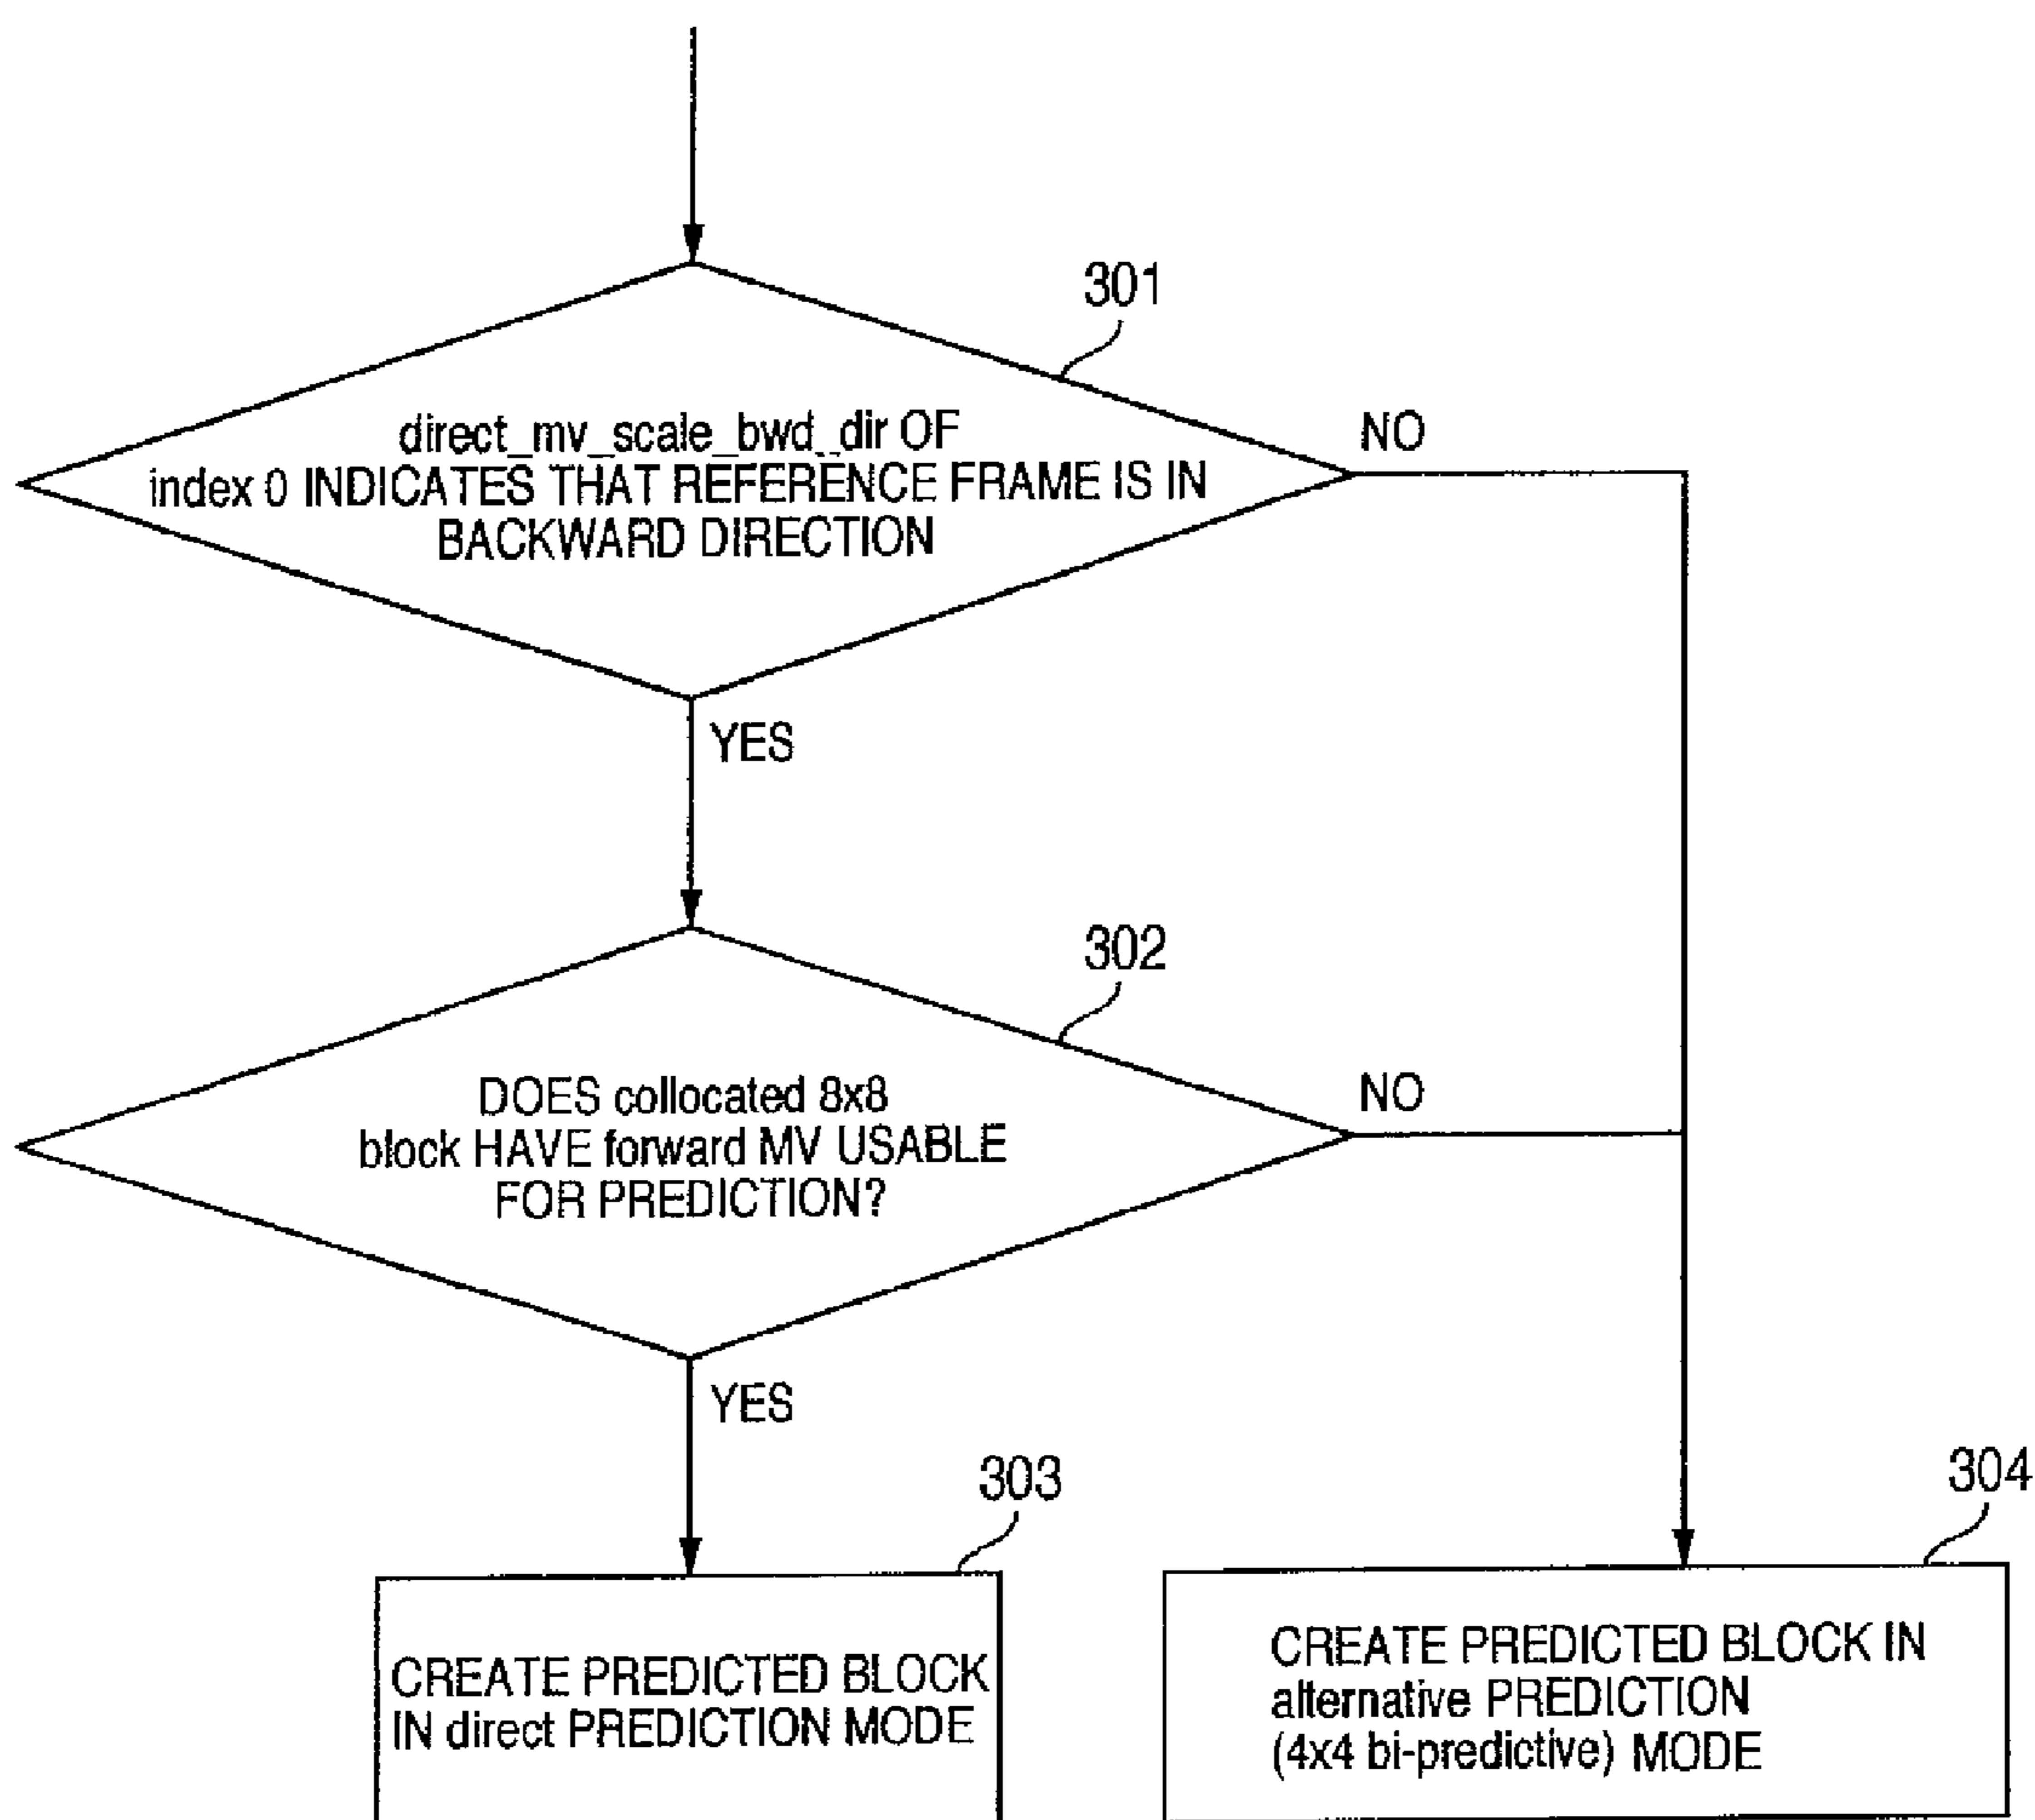 301
direct_mv_scale_bwd_dir OF
index 0 INDICATES THAT REFERENCE FRAME IS IN
BACKWARD DIRECTION
NO
YES
302
DOES collocated 8x8
block HAVE forward MV USABLE
FOR PREDICTION?
NO
YES
303
CREATE PREDICTED BLOCK
IN direct PREDICTION MODE
304
CREATE PREDICTED BLOCK IN
alternative PREDICTION
(4x4 bi-predictive) MODE